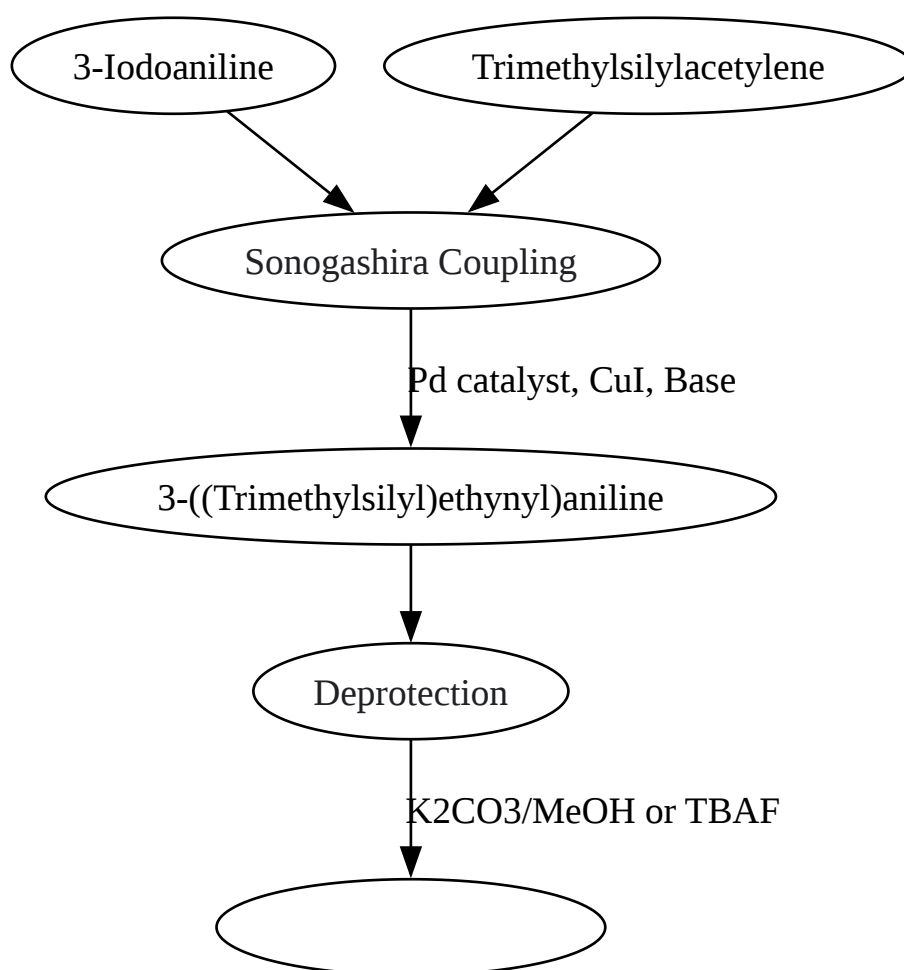 3-Iodoaniline
Trimethylsilylacetylene
Sonogashira Coupling
Pd catalyst, CuI, Base
3-((Trimethylsilyl)ethynyl)aniline
Deprotection
K2CO3/MeOH or TBAF